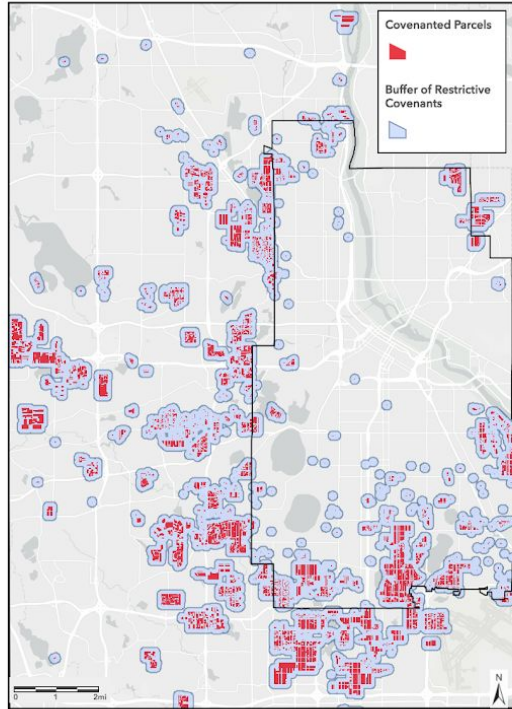 Covenanted Parcels
Buffer of Restrictive
Covenants
N
0 1 2mi